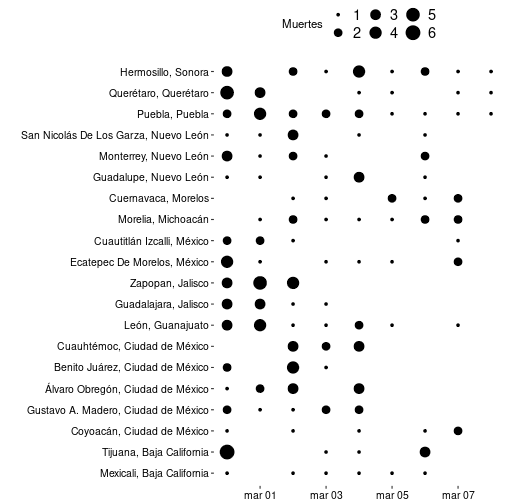 Muertes
1 3 5
2 4 6
Hermosillo, Sonora
Querétaro, Querétaro
Puebla, Puebla
San Nicolás De Los Garza, Nuevo León
Monterrey, Nuevo León
Guadalupe, Nuevo León
Cuernavaca, Morelos
Morelia, Michoacán
Cuautitlán Izcalli, México
Ecatepec De Morelos, México
Zapopan, Jalisco
Guadalajara, Jalisco
León, Guanajuato
Cuauhtémoc, Ciudad de México
Benito Juárez, Ciudad de México
Álvaro Obregón, Ciudad de México
Gustavo A. Madero, Ciudad de México
Coyoacán, Ciudad de México
Tijuana, Baja California
Mexicali, Baja California
mar 01 mar 03 mar 05 mar 07